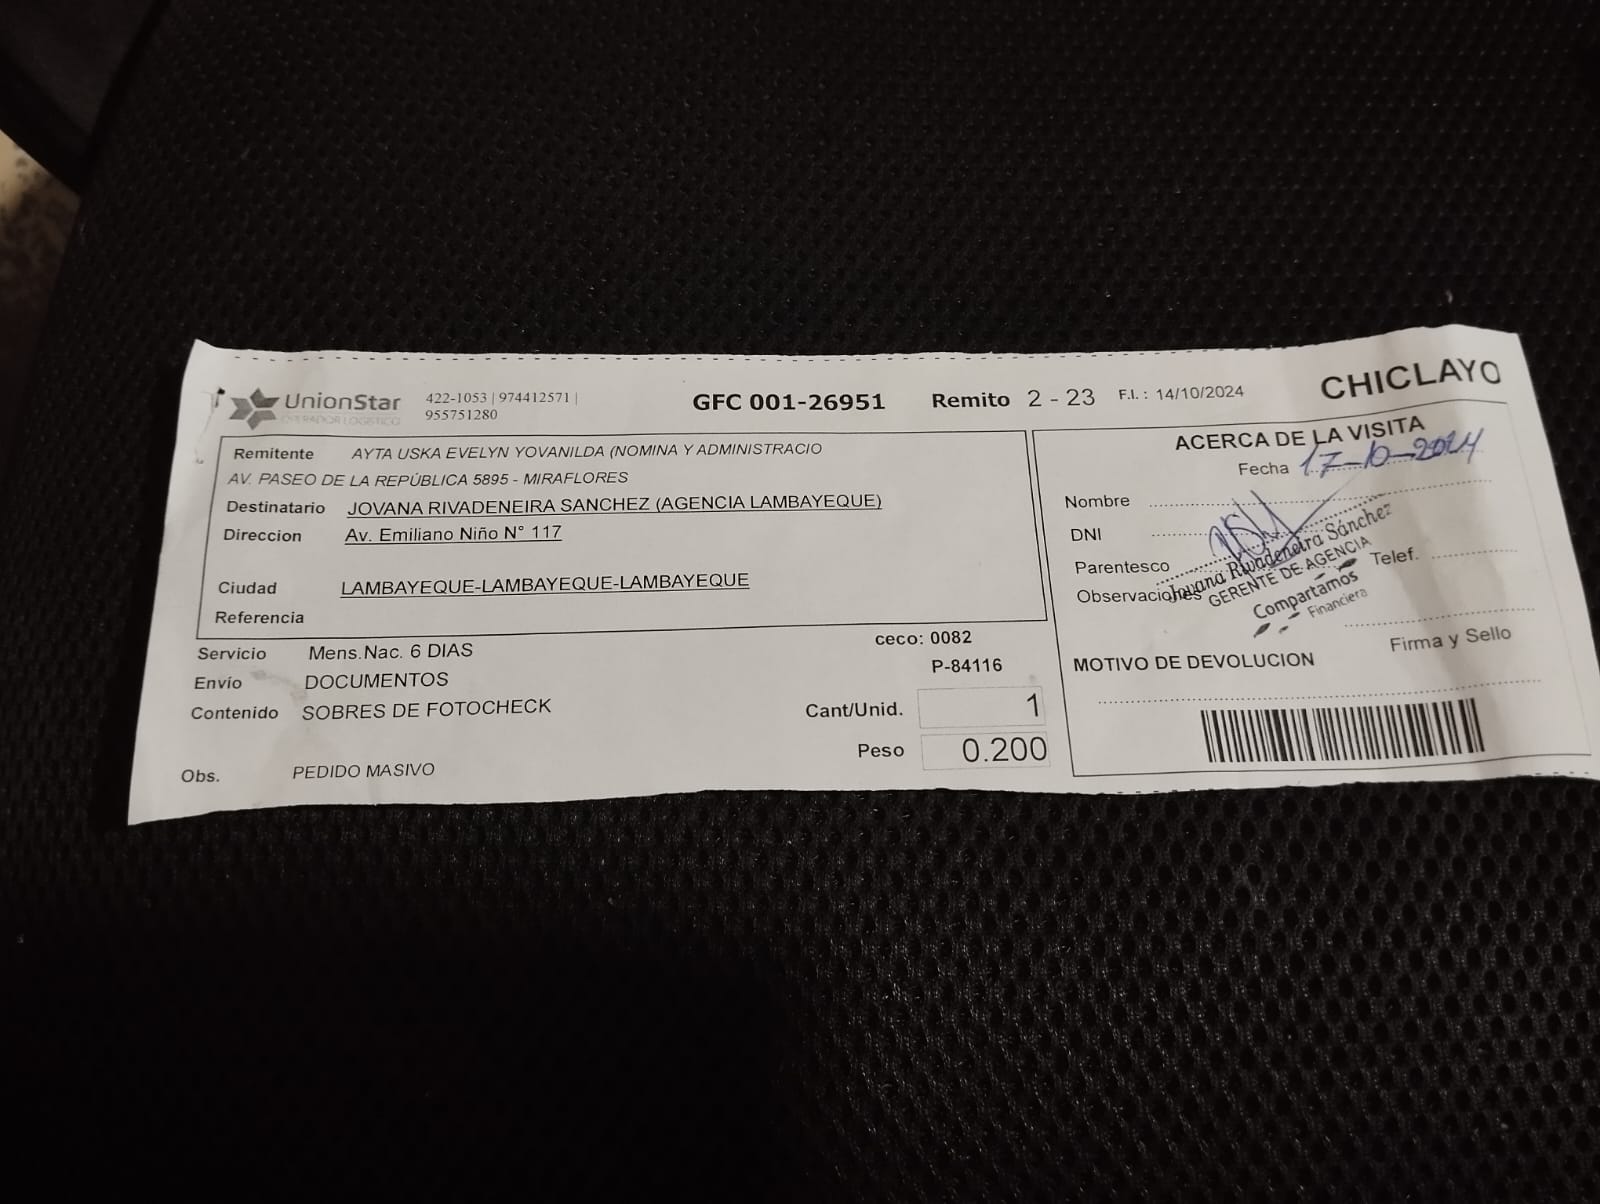 UnionStar
OPERADOR LOGISTICO
422-1053 | 974412571 |
955751280
GFC 001-26951
Remito 2 - 23
F.I. : 14/10/2024
CHICLAYO
Remitente AYTA USKA EVELYN YOVANILDA (NOMINA Y ADMINISTRACIO
AV. PASEO DE LA REPÚBLICA 5895 - MIRAFLORES
Destinatario JOVANA RIVADENEIRA SANCHEZ (AGENCIA LAMBAYEQUE)
Direccion Av. Emiliano Niño N° 117
Ciudad LAMBAYEQUE-LAMBAYEQUE-LAMBAYEQUE
Referencia
Servicio Mens.Nac. 6 DIAS
ceco: 0082
Envío DOCUMENTOS
P-84116
Contenido SOBRES DE FOTOCHECK
Cant/Unid. 1
Peso 0.200
Obs. PEDIDO MASIVO
ACERCA DE LA VISITA
Fecha 17-10-2024
Nombre
DNI
Parentesco
Telef.
Observaciones
Jovana Rivadeneira Sánchez
GERENTE DE AGENCIA
Compartamos
Financiera
Firma y Sello
MOTIVO DE DEVOLUCION